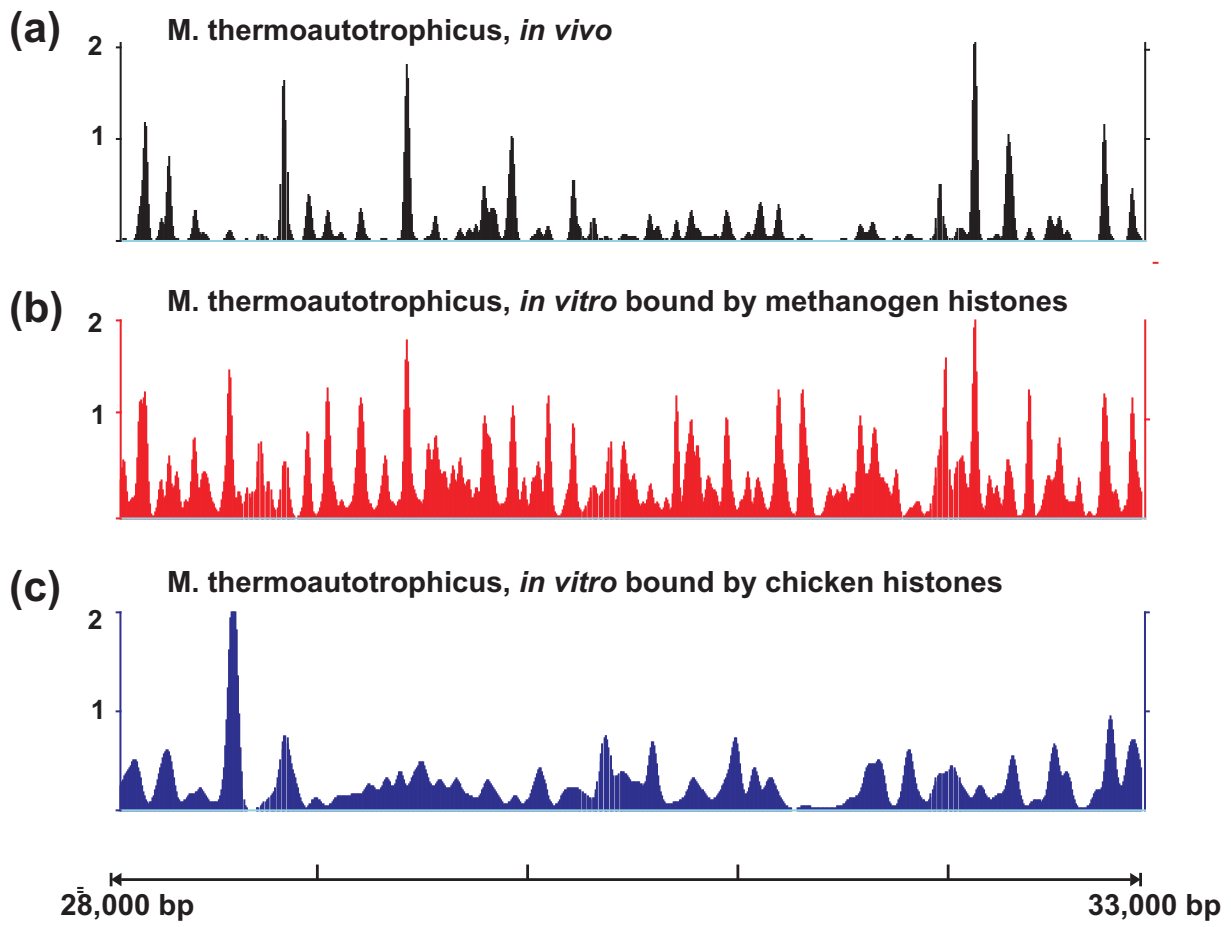 (a) M. thermoautotrophicus, in vivo
2
1
(b) M. thermoautotrophicus, in vitro bound by methanogen histones
2
1
(c) M. thermoautotrophicus, in vitro bound by chicken histones
2
1
28,000 bp 33,000 bp